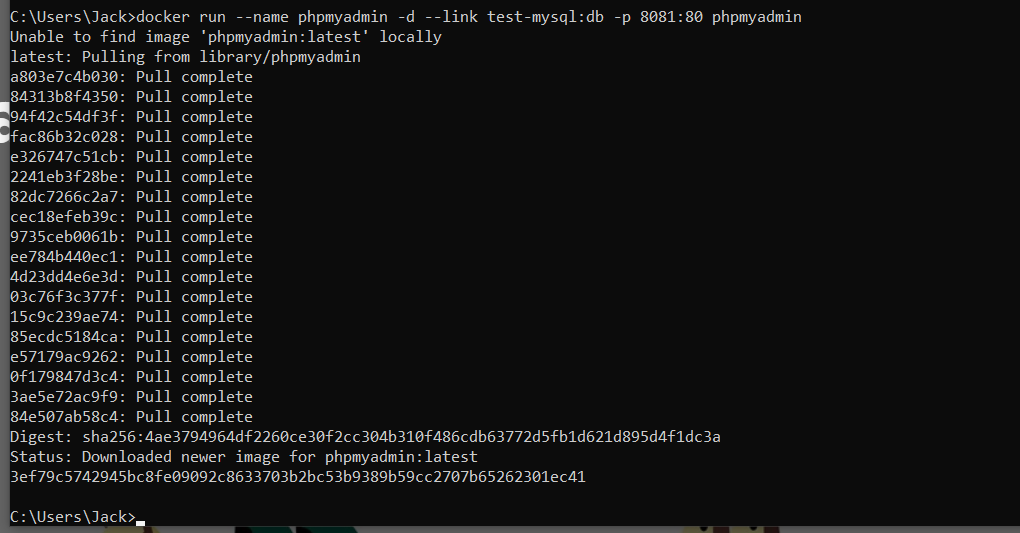 C:\Users\Jack>docker run --name phpmyadmin -d --link test-mysql:db -p 8081:80 phpmyadmin
Unable to find image 'phpmyadmin:latest' locally
latest: Pulling from library/phpmyadmin
a803e7c4b030: Pull complete
84313b8f4350: Pull complete
94f42c54df3f: Pull complete
fac86b32c028: Pull complete
e326747c51cb: Pull complete
2241eb3f28be: Pull complete
82dc7266c2a7: Pull complete
cec18efeb39c: Pull complete
9735ceb0061b: Pull complete
ee784b440ec1: Pull complete
4d23dd4e6e3d: Pull complete
03c76f3c377f: Pull complete
15c9c239ae74: Pull complete
85ecdc5184ca: Pull complete
e57179ac9262: Pull complete
0f179847d3c4: Pull complete
3ae5e72ac9f9: Pull complete
84e507ab58c4: Pull complete
Digest: sha256:4ae3794964df2260ce30f2cc304b310f486cdb63772d5fb1d621d895d4f1dc3a
Status: Downloaded newer image for phpmyadmin:latest
3ef79c5742945bc8fe09092c8633703b2bc53b9389b59cc2707b65262301ec41
C:\Users\Jack>